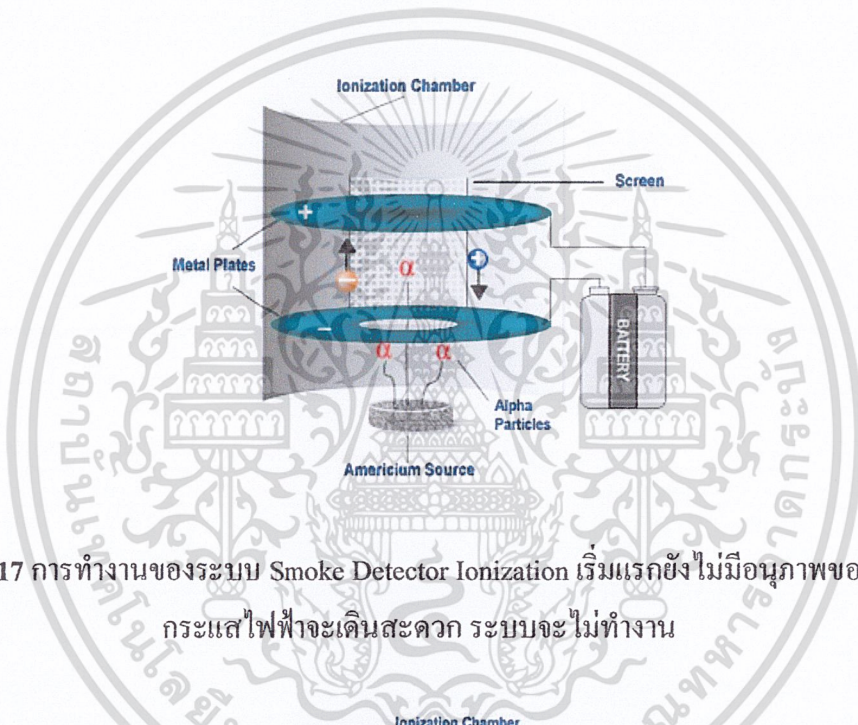 Ionization Chamber
Screen
+
Metal Plates
α
+
−
−
α α
BATTERY
Alpha
Particles
Americium Source
17 การทำงานของระบบ Smoke Detector Ionization เริ่มแรกยังไม่มีอนุภาพขอ
กระแสไฟฟ้าจะเดินสะดวก ระบบจะไม่ทำงาน
Ionization Chamber